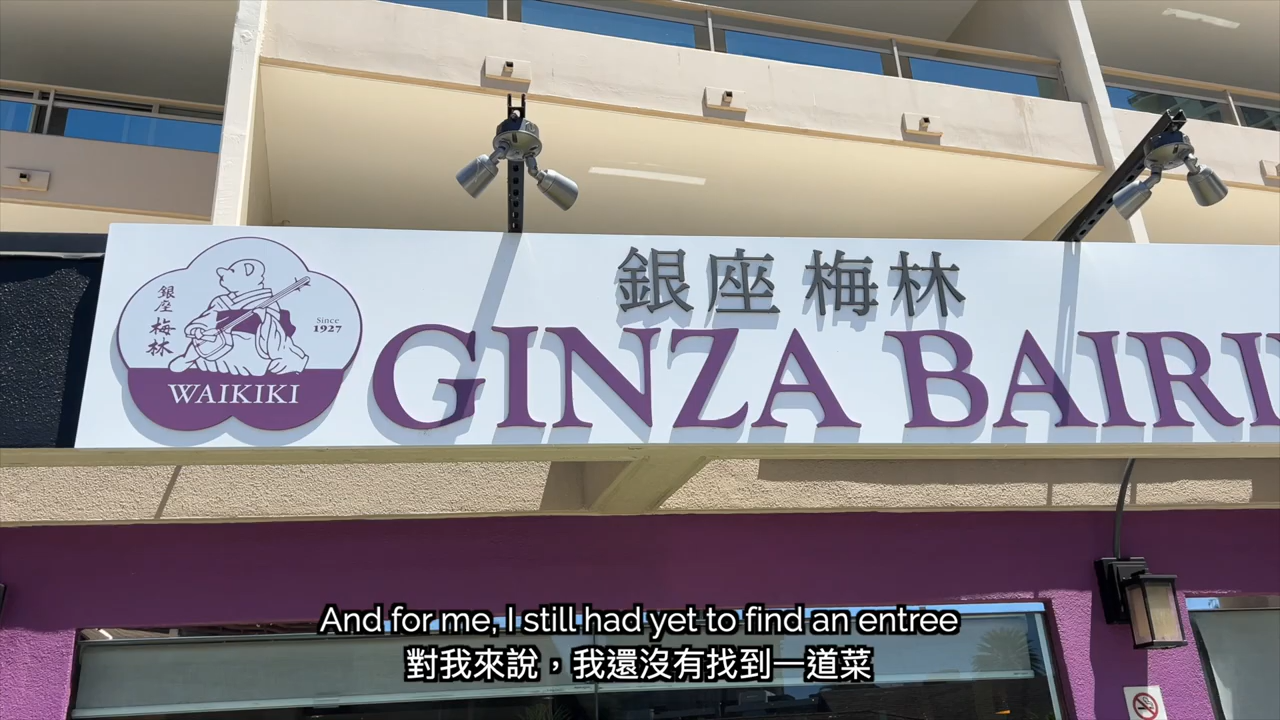 銀座 梅林
GINZA BAIRI
銀座
梅林
Since
1927
WAIKIKI
And for me, I still had yet to find an entree
對我來說，我還沒有找到一道菜